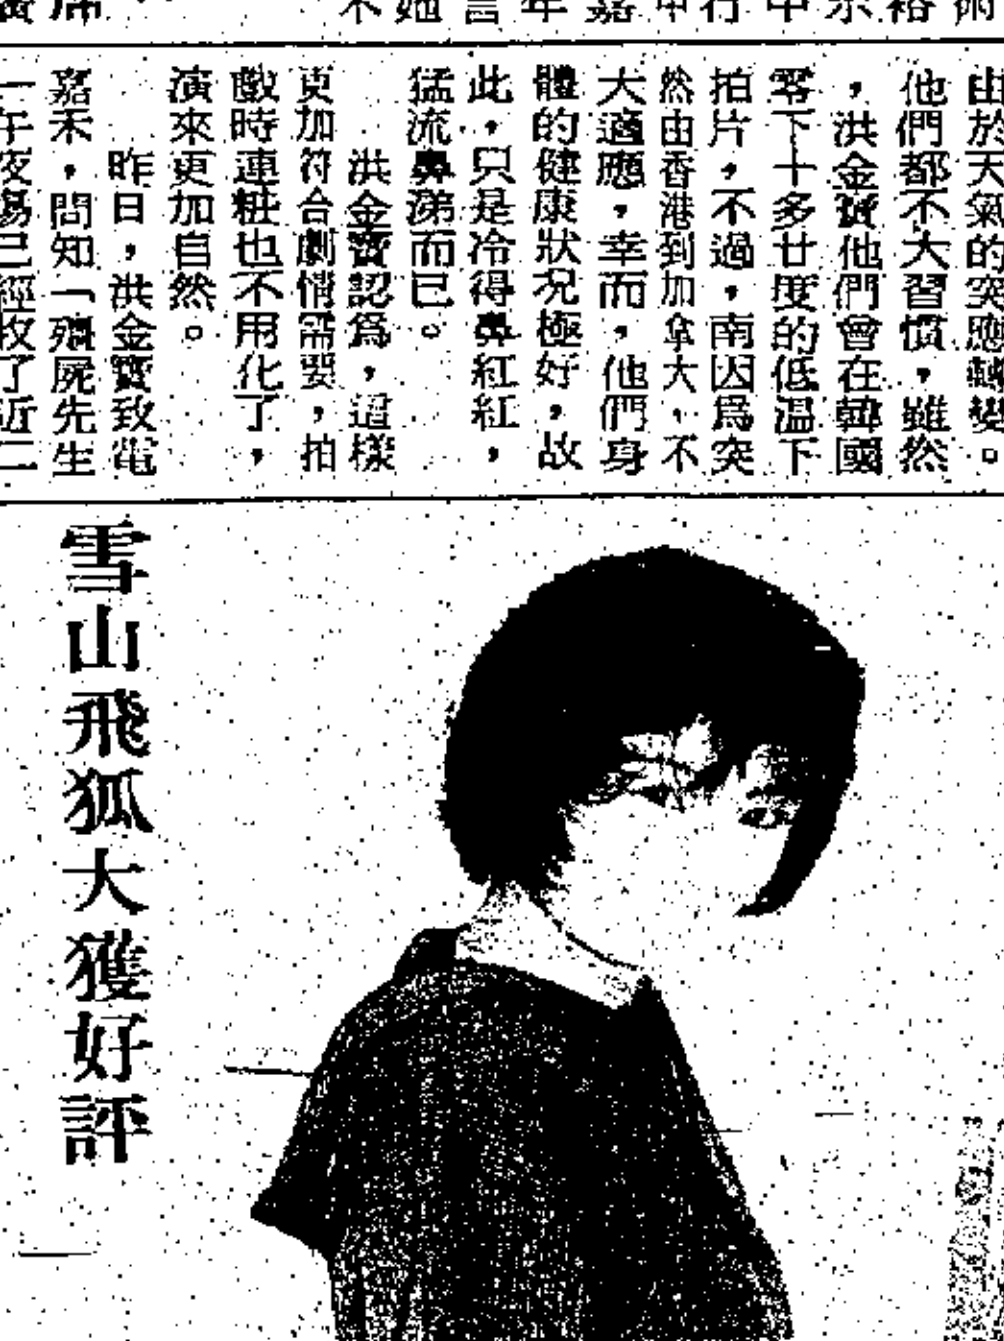 由於天氣的突應轉變。
他們都不大習慣,雖然
,洪金寶他們曾在韓國
零下十多廿度的低温下
拍片,不過,南因爲突
然由香港到加拿大,不
大適應,幸而,他們身
體的健康狀况極好,故
此,只是冷得鼻紅紅,
猛流鼻涕而已。
洪金寶認爲,這樣
更加符合劇情需要,拍
戲時連粧也不用化了,
演來更加自然。
昨日,洪金寶致電
嘉禾,問知「殭屍先生
一午夜塲已經收了近二
雪山飛狐大獲好評